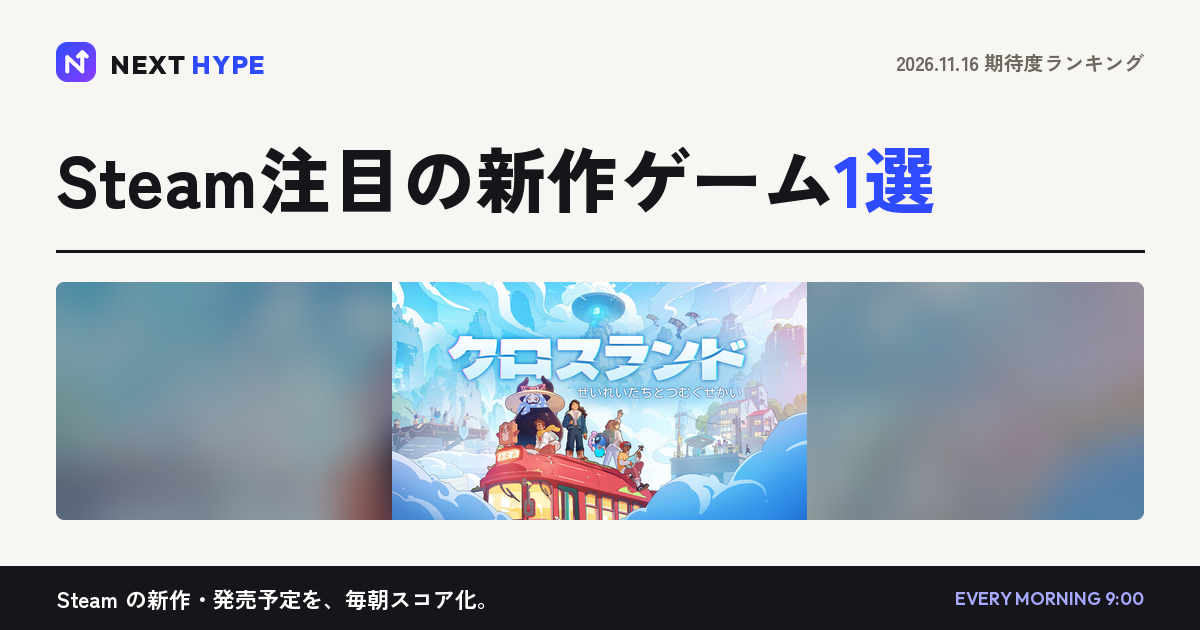 NEXT HYPE
2026.11.16 期待度ランキング
Steam注目の新作ゲーム1選
クロスランド
せいれいたちとつむぐせかい
Steam の新作・発売予定を、毎朝スコア化。
EVERY MORNING 9:00